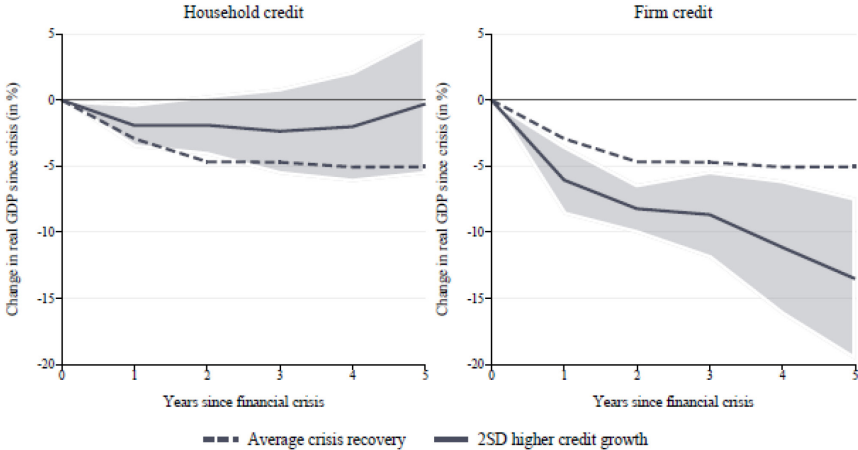 Household credit
Change in real GDP since crisis (in %)
5
0
-5
-10
-15
-20
0 1 2 3 4 5
Years since financial crisis
Firm credit
Change in real GDP since crisis (in %)
5
0
-5
-10
-15
-20
0 1 2 3 4 5
Years since financial crisis
Average crisis recovery 2SD higher credit growth